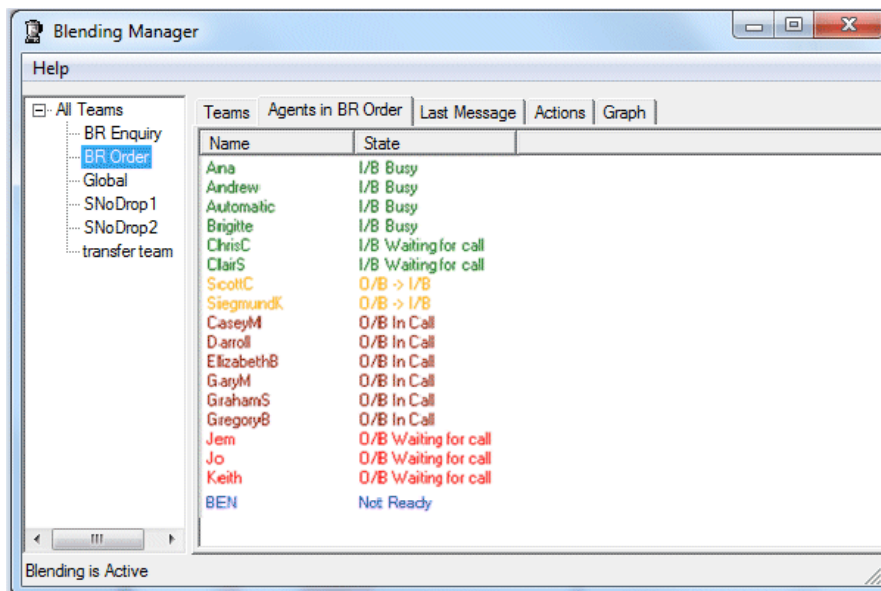 Blending Manager
Help
All Teams
BR Enquiry
BR Order
Global
SNoDrop1
SNoDrop2
transfer team
Teams Agents in BR Order Last Message Actions Graph
Name State
Ana I/B Busy
Andrew I/B Busy
Automatic I/B Busy
Brigitte I/B Busy
ChrisC I/B Waiting for call
ClairS I/B Waiting for call
ScottC O/B -> I/B
SiegmundK O/B -> I/B
CaseyM O/B In Call
Darroll O/B In Call
ElizabethB O/B In Call
GaryM O/B In Call
GrahamS O/B In Call
GregoryB O/B In Call
Jem O/B Waiting for call
Jo O/B Waiting for call
Keith O/B Waiting for call
BEN Not Ready
Blending is Active